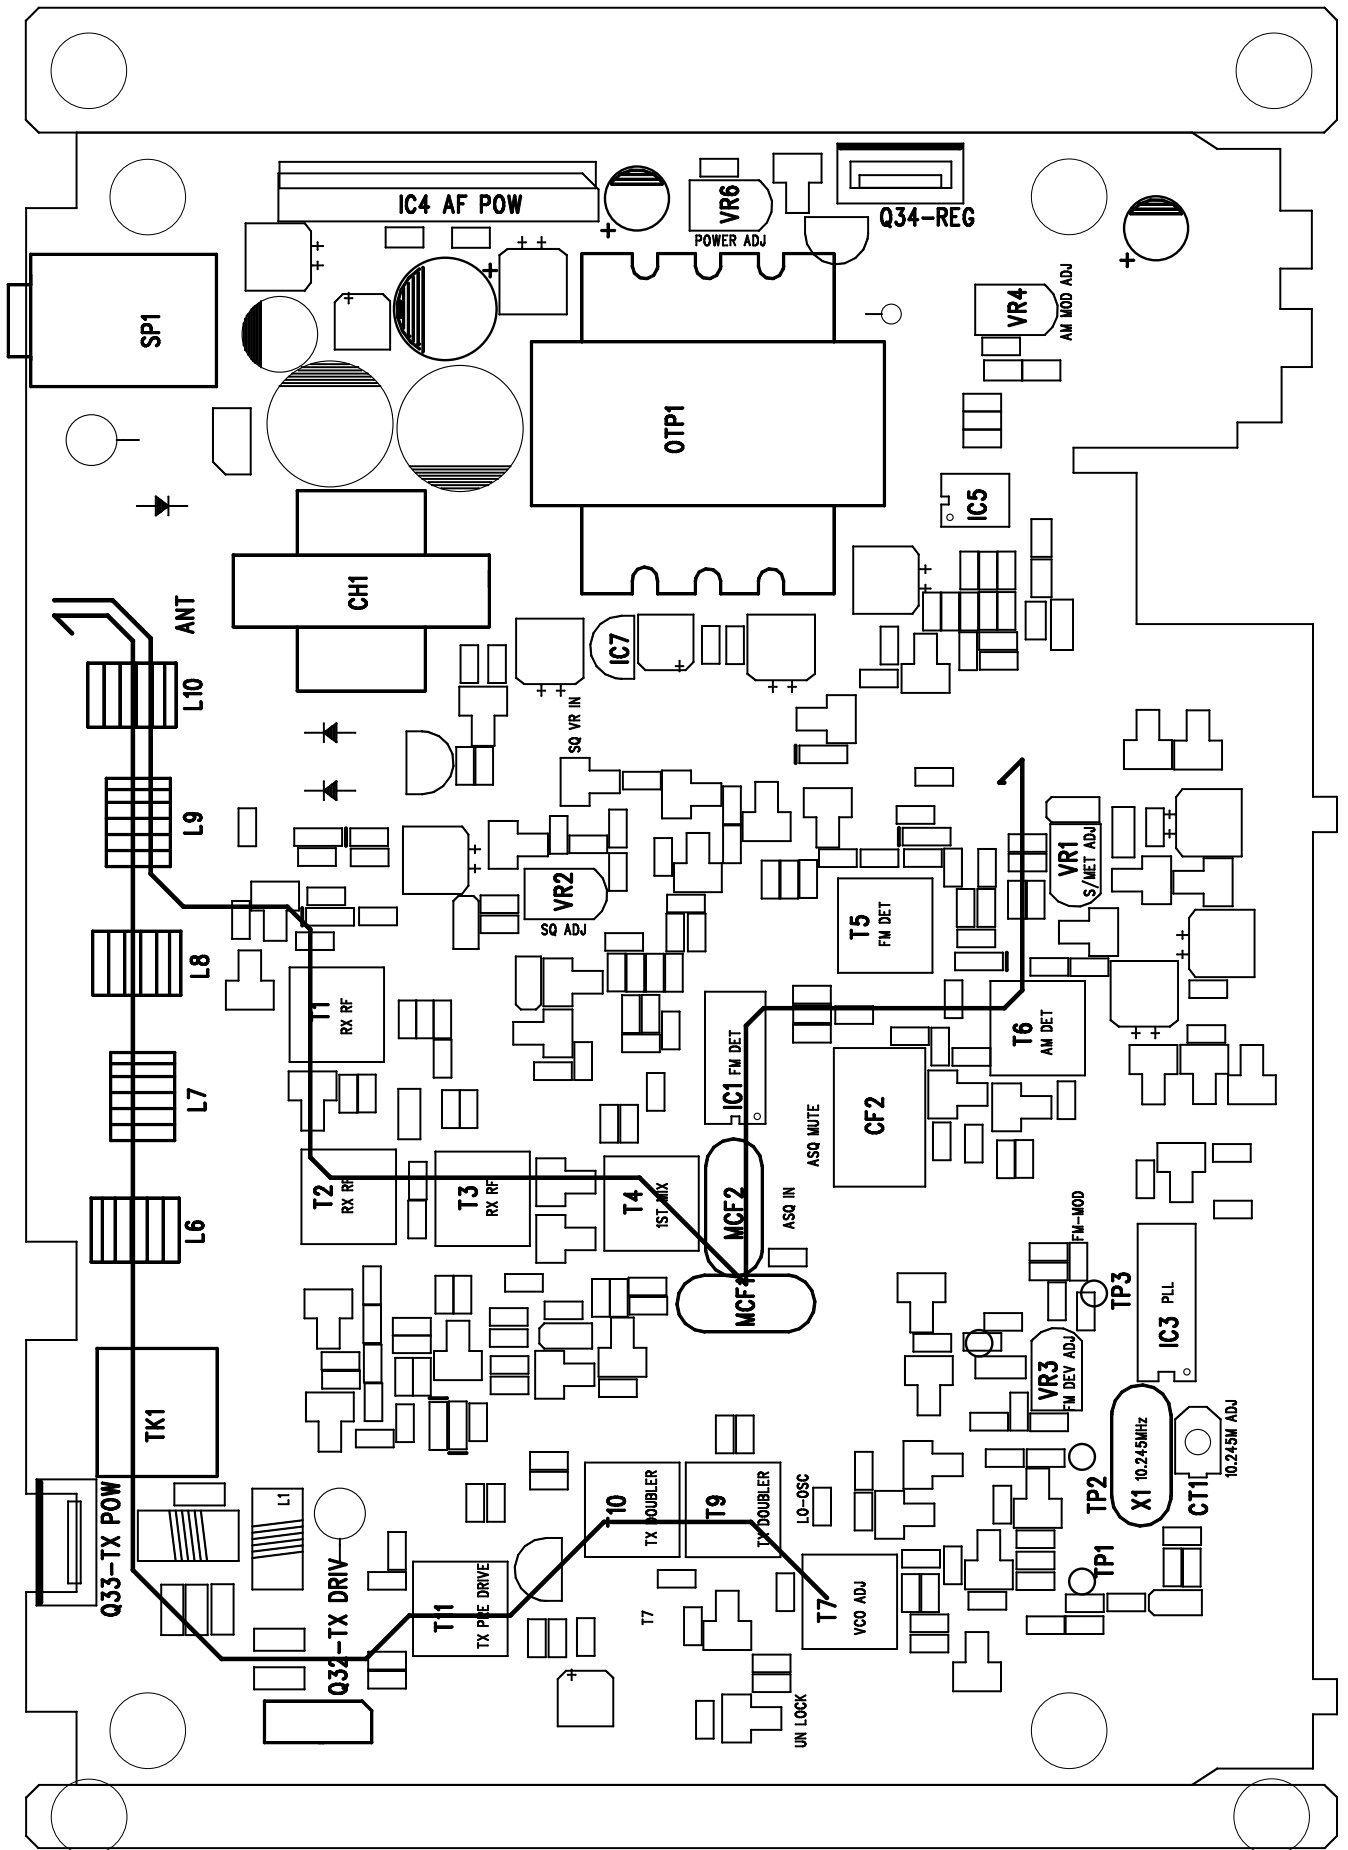 IC4 AF POW
VR6
POWER ADJ
Q34-REG
SP1
VR4
AM MOD ADJ
OTP1
IC5
CH1
ANT
IC7
L10
SQ VR IN
L9
VR1
S/MET ADJ
VR2
SQ ADJ
T5
FM DET
L8
T1
RX RF
T6
AM DET
IC1
FM DET
L7
CF2
ASQ MUTE
T2
RX RF
T3
RX RF
T4
1ST MIX
MCF2
ASQ IN
L6
FM-MOD
TP3
MCF1
IC3 PLL
VR3
FM DEV ADJ
TK1
X1 10.245MHz
CT1
10.245M ADJ
TP2
L1
T10
TX DOUBLER
T9
TX DOUBLER
LO-OSC
Q33-TX POW
TP1
Q32-TX DRIV
T11
TX PRE DRIVE
T7
T7
VCO ADJ
UN LOCK